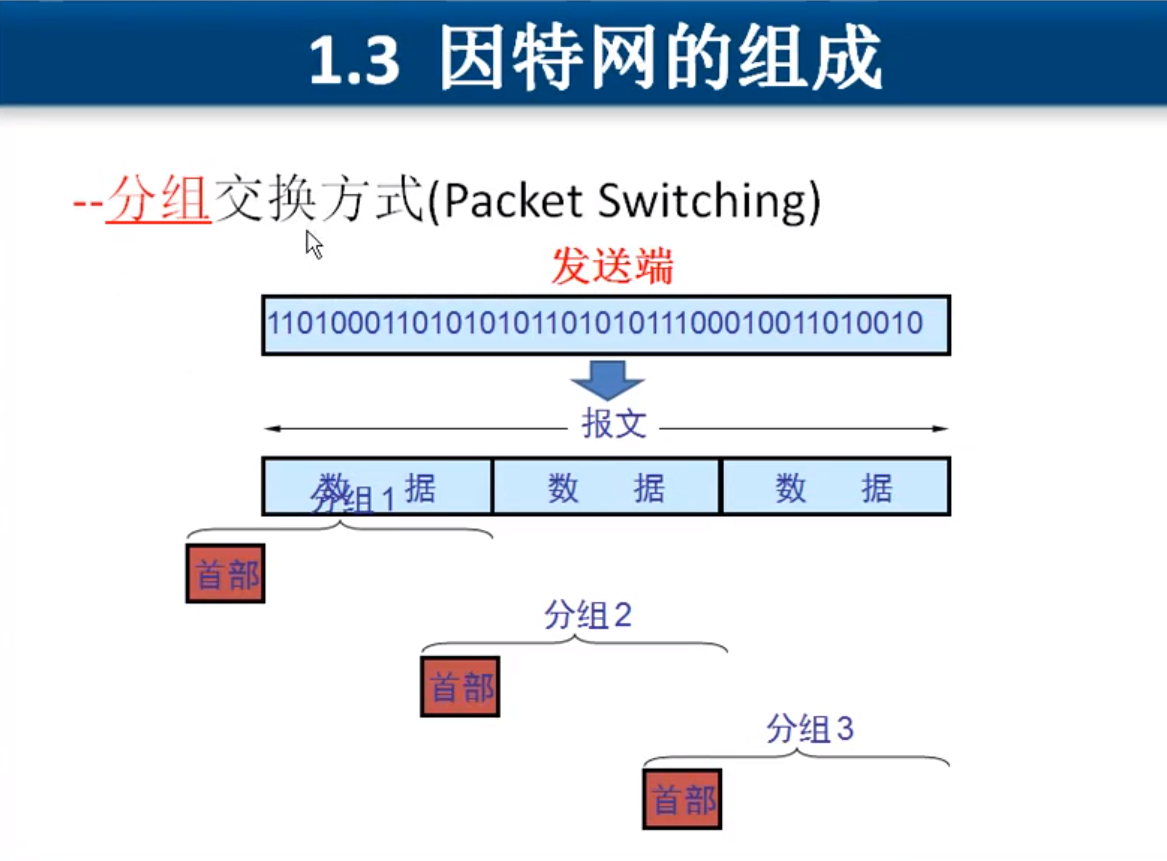 1.3 因特网的组成
--分组交换方式(Packet Switching)
发送端
1101000110101010110101011100010011010010
报文
数 据 数 据 数 据
分组1
首部
分组2
首部
分组3
首部